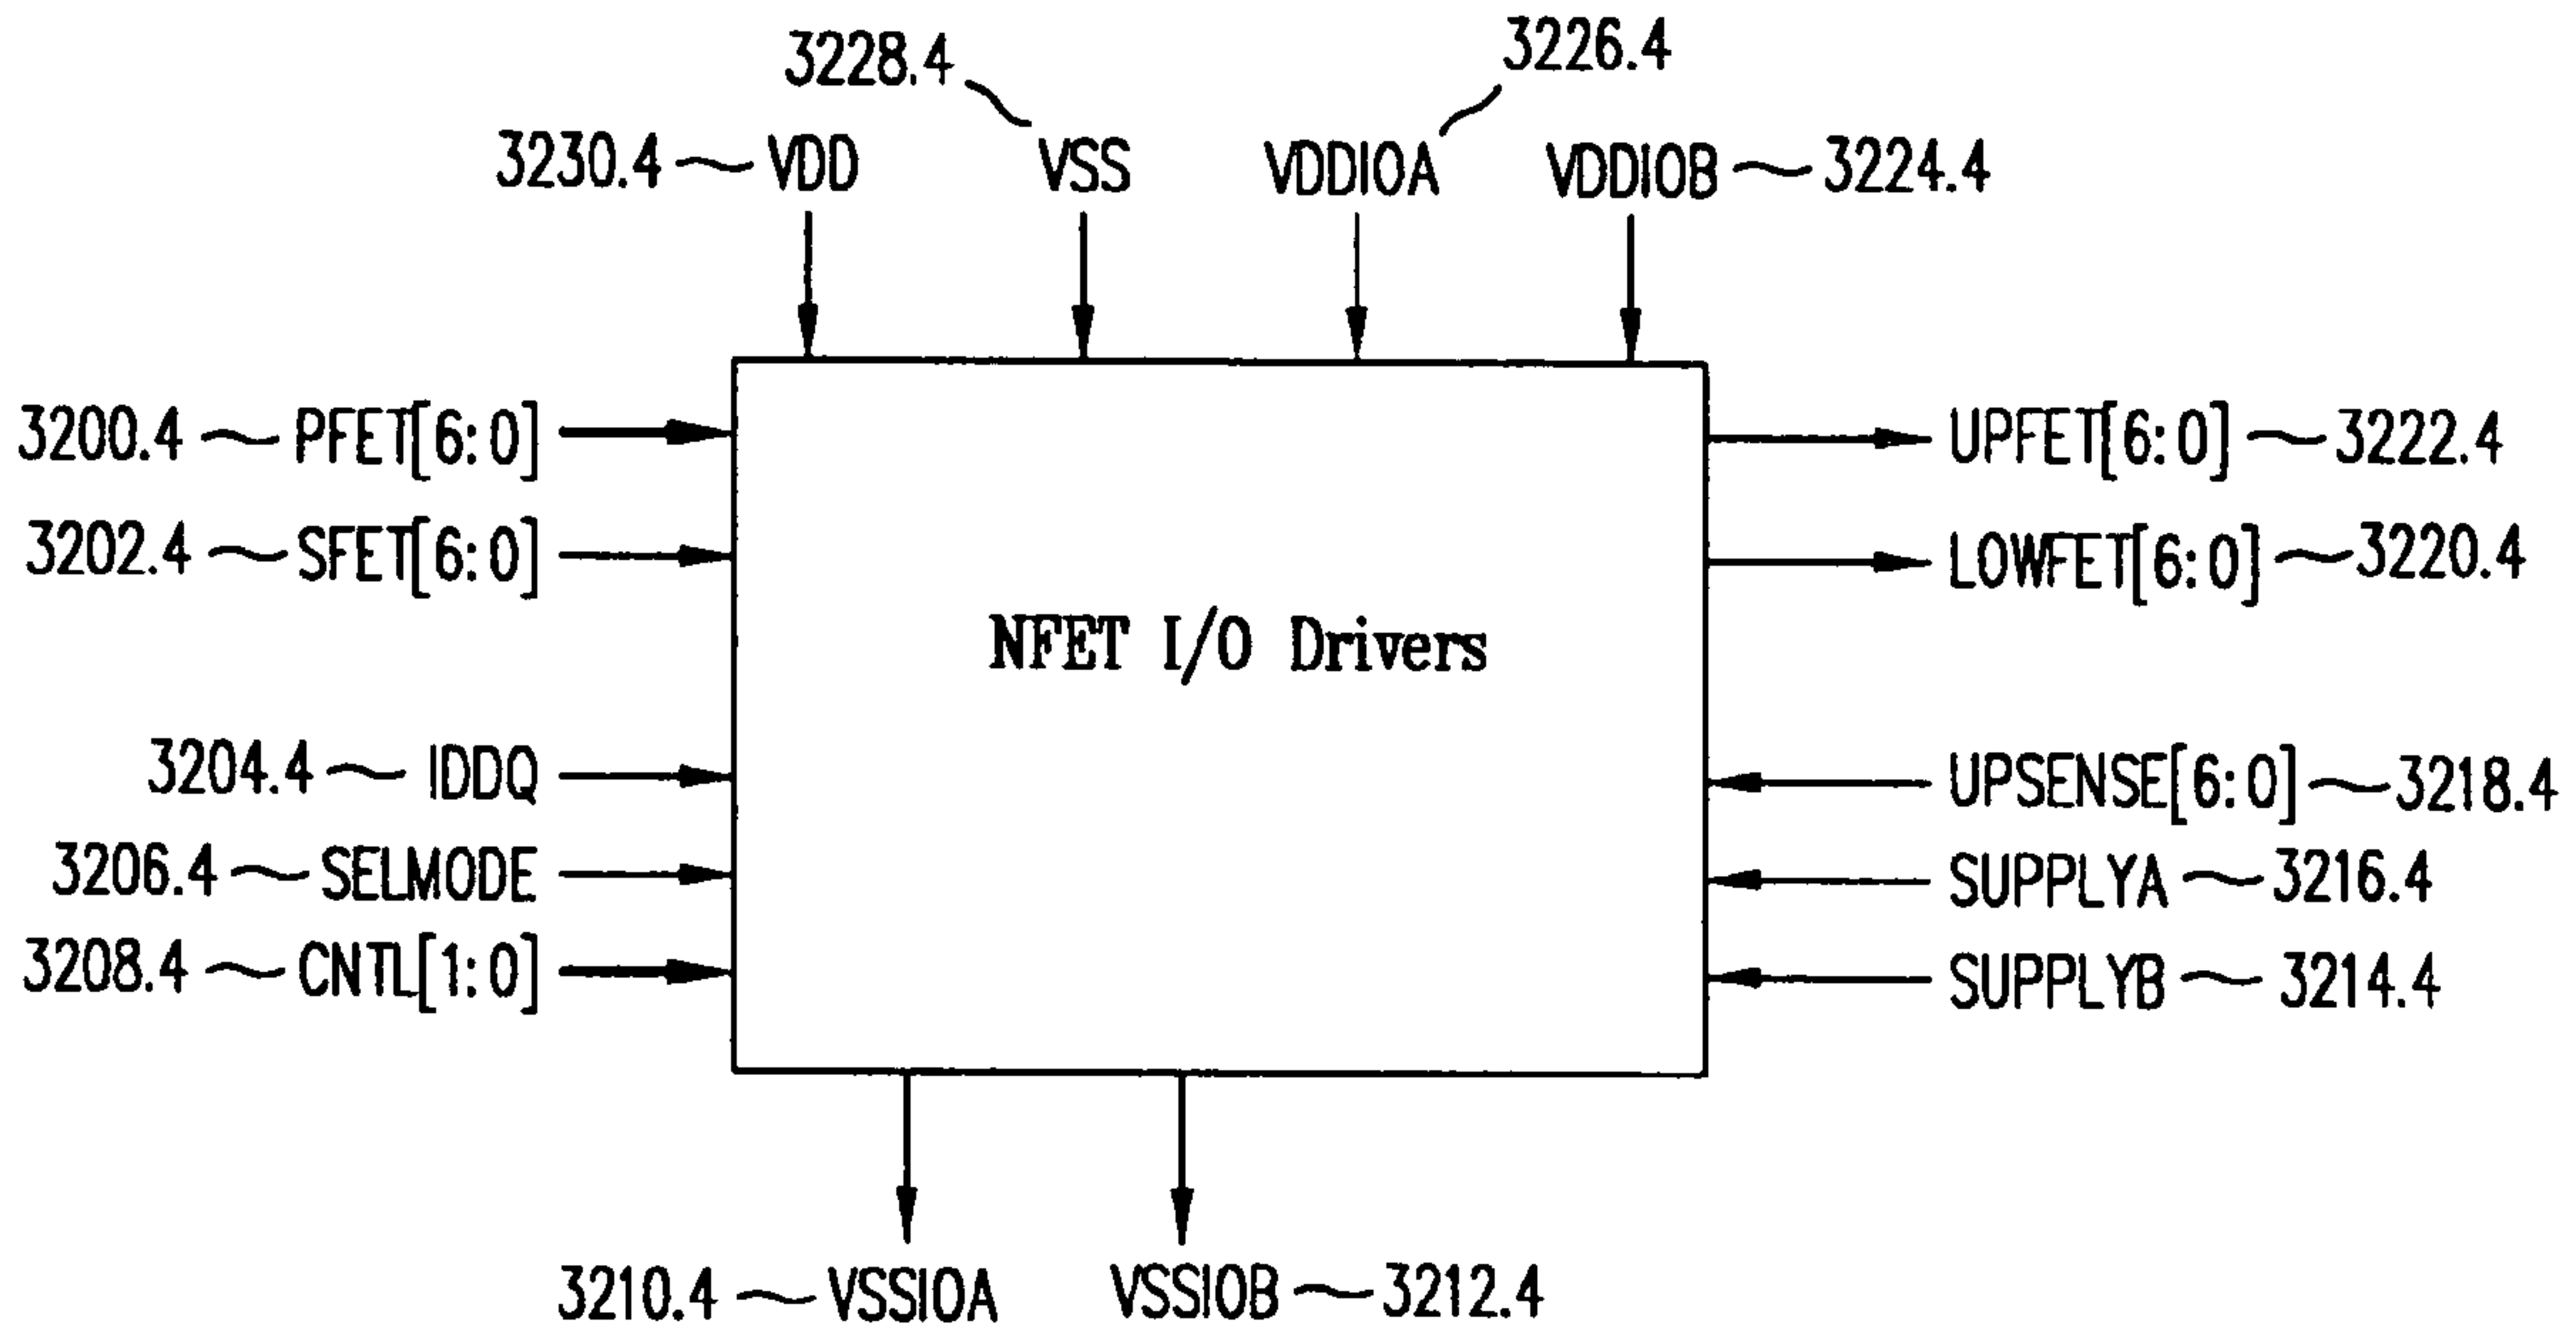 3228.4
3226.4
3230.4 VDD
VSS
VDDIOA
VDDIOB 3224.4
3200.4 PFET[6:0]
UPFET[6:0] 3222.4
3202.4 SFET[6:0]
LOWFET[6:0] 3220.4
NFET I/O Drivers
3204.4 IDDQ
UPSENSE[6:0] 3218.4
3206.4 SELMODE
SUPPLYA 3216.4
3208.4 CNTL[1:0]
SUPPLYB 3214.4
3210.4 VSSIOA
VSSIOB 3212.4